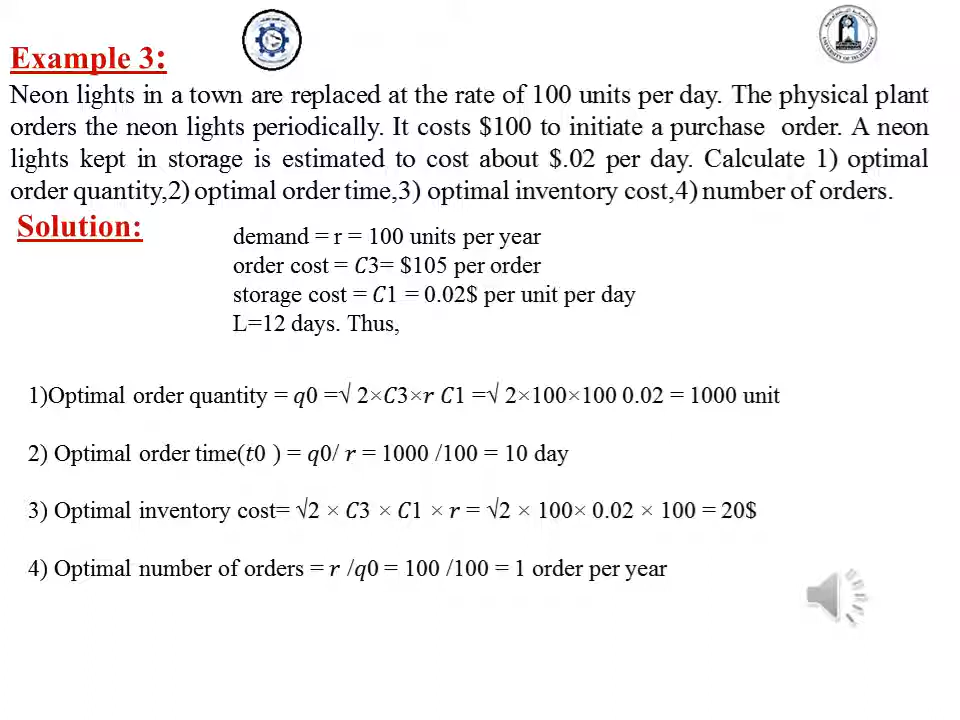 Example 3:
Neon lights in a town are replaced at the rate of 100 units per day. The physical plant
orders the neon lights periodically. It costs $100 to initiate a purchase order. A neon
lights kept in storage is estimated to cost about $.02 per day. Calculate 1) optimal
order quantity,2) optimal order time,3) optimal inventory cost,4) number of orders.
Solution:
demand = r = 100 units per year
order cost = 𝐶3= $105 per order
storage cost = 𝐶1 = 0.02$ per unit per day
L=12 days. Thus,
1)Optimal order quantity = 𝑞0 =√ 2×𝐶3×𝑟 𝐶1 =√ 2×100×100 0.02 = 1000 unit
2) Optimal order time(𝑡0 ) = 𝑞0/ 𝑟 = 1000 /100 = 10 day
3) Optimal inventory cost= √2 × 𝐶3 × 𝐶1 × 𝑟 = √2 × 100× 0.02 × 100 = 20$
4) Optimal number of orders = 𝑟 /𝑞0 = 100 /100 = 1 order per year